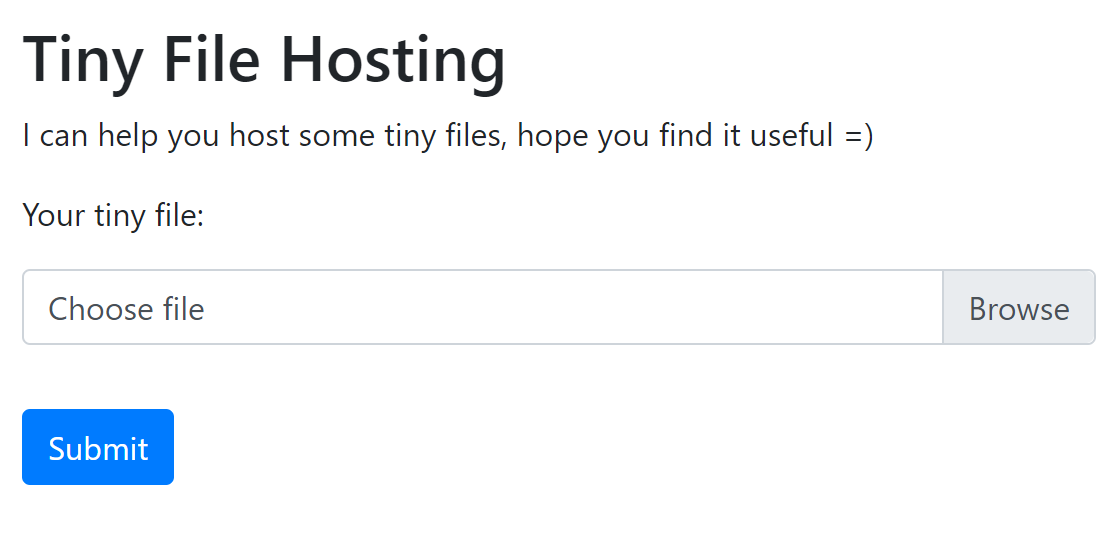 Tiny File Hosting
I can help you host some tiny files, hope you find it useful =)
Your tiny file:
Choose file
Browse
Submit